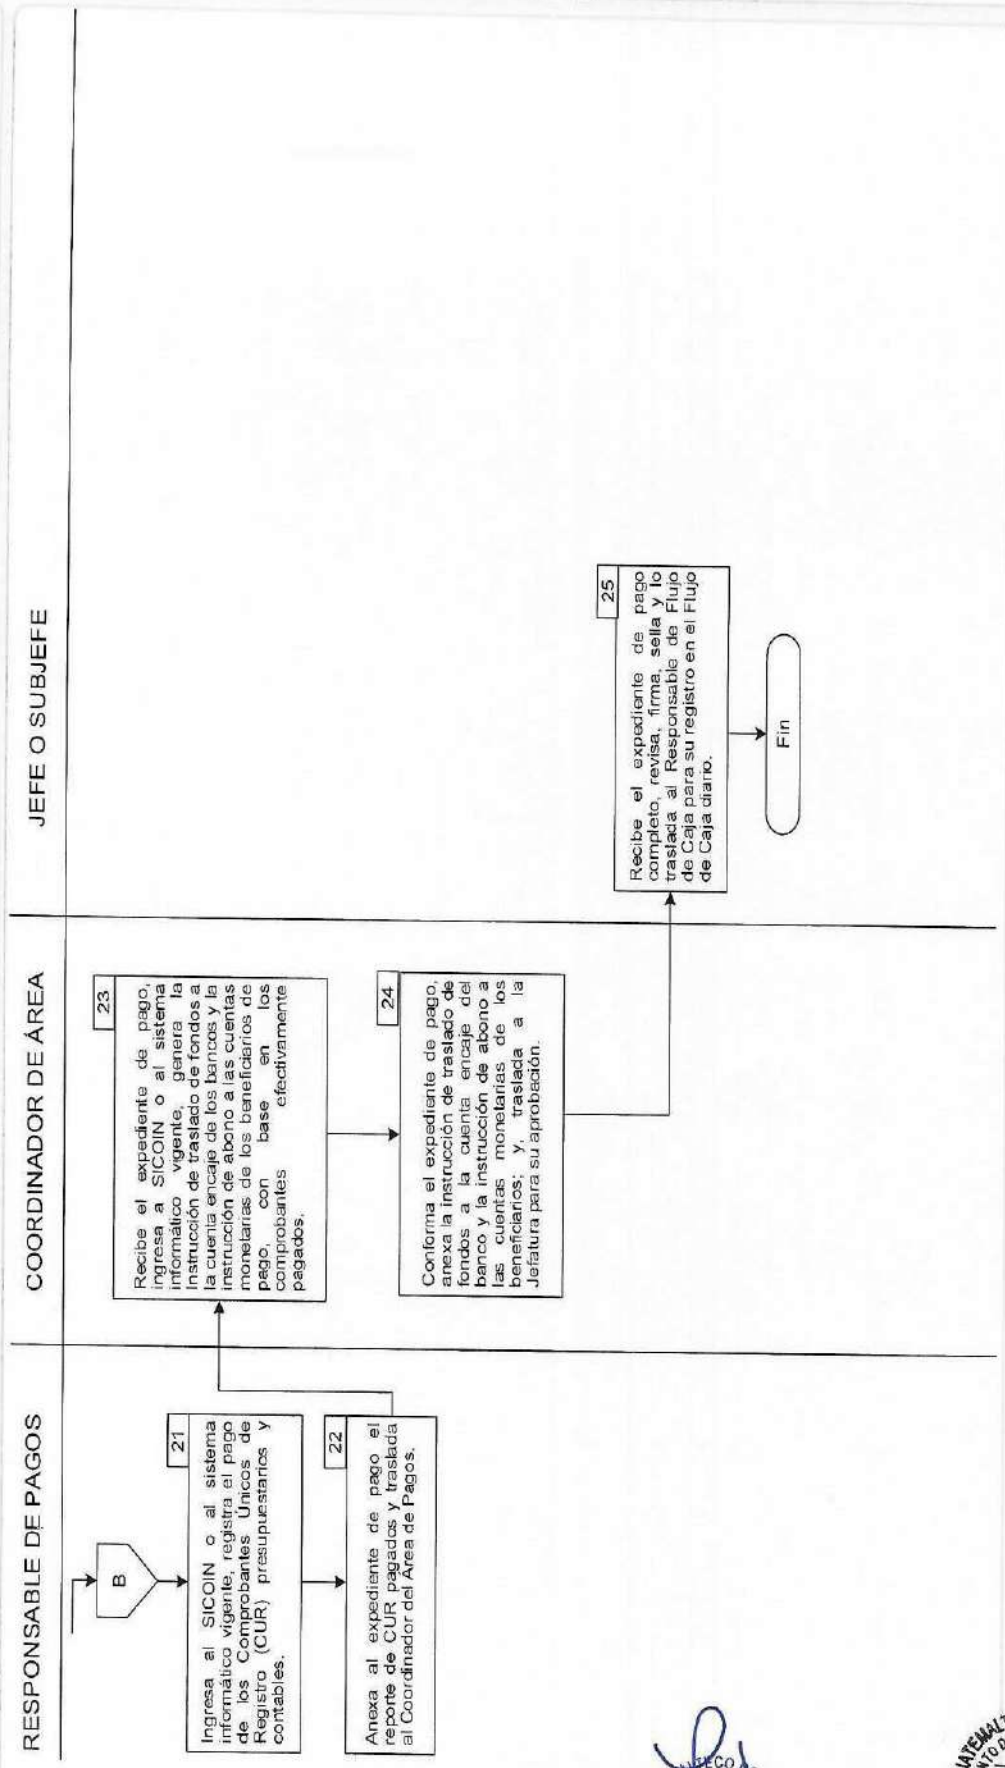 RESPONSABLE DE PAGOS
COORDINADOR DE ÁREA
JEFE O SUBJEFE
B
21
Ingresa al SICOIN o al sistema
informático vigente, registra el pago
de los Comprobantes Únicos de
Registro (CUR) presupuestarios y
contables.
22
Anexa al expediente de pago el
reporte de CUR pagados y traslada
al Coordinador del Área de Pagos.
23
Recibe el expediente de pago,
ingresa a SICOIN o al sistema
informático vigente, genera la
Instrucción de traslado de fondos a
la cuenta encaje de los bancos y la
instrucción de abono a las cuentas
monetarias de los beneficiarios de
pago, con base en los
comprobantes efectivamente
pagados.
24
Conforma el expediente de pago,
anexa la instrucción de traslado de
fondos a la cuenta encaje del
banco y la instrucción de abono a
las cuentas monetarias de los
beneficiarios; y, traslada a la
Jefatura para su aprobación.
25
Recibe el expediente de pago
completo, revisa, firma, sella y lo
traslada al Responsable de Flujo
de Caja para su registro en el Flujo
de Caja diario.
Fin